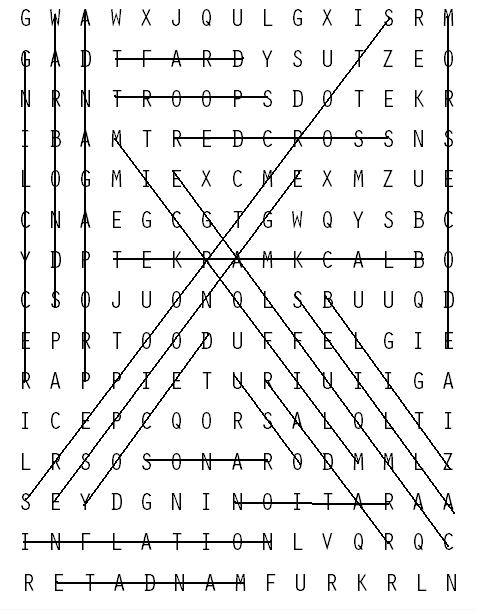 G W A W X J Q U L G X I S R M
G A D T F A R D Y S U T Z E O
N R N T R O O P S D O T E K R
I B A M T R E D C R O S S N S
L O G M I E X C M E X M Z U E
C N A E G C G T G W Q Y S B C
Y D P T E K R A M K C A L B O
C S O J U O N O L S B U U Q D
E P R T O O D U F F E L G I E
R A P P I E T U R I U I I G A
I C E P C Q O R S A L O L T I
L R S O S O N A R O D M M L Z
S E Y D G N I N O I T A R A A
I N F L A T I O N L V Q R Q C
R E T A D N A M F U R K R L N